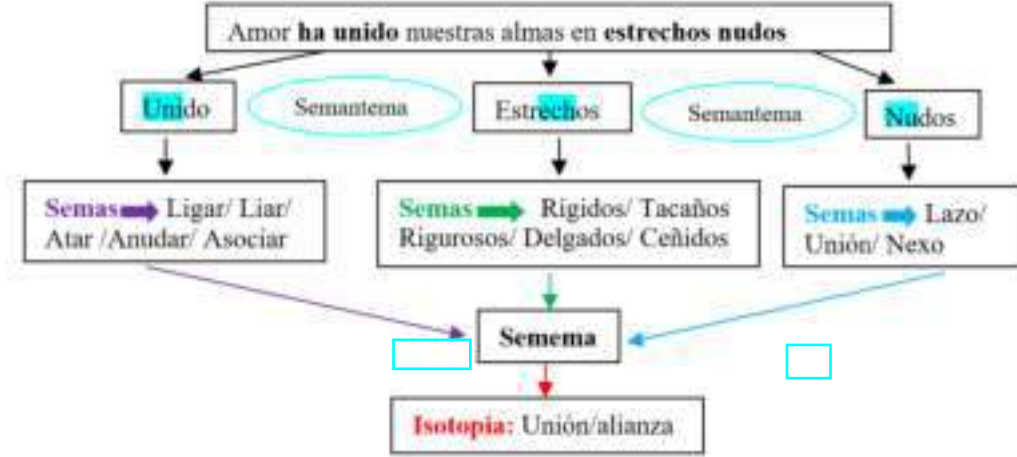 Amor ha unido nuestras almas en estrechos nudos
Unido
Semantema
Estrechos
Semantema
Nudos
Semas Ligar/ Liar/
Atar /Anudar/ Asociar
Semas Rígidos/ Tacaños
Rigurosos/ Delgados/ Ceñidos
Semas Lazo/
Unión/ Nexo
Semema
Isotopia: Unión/alianza